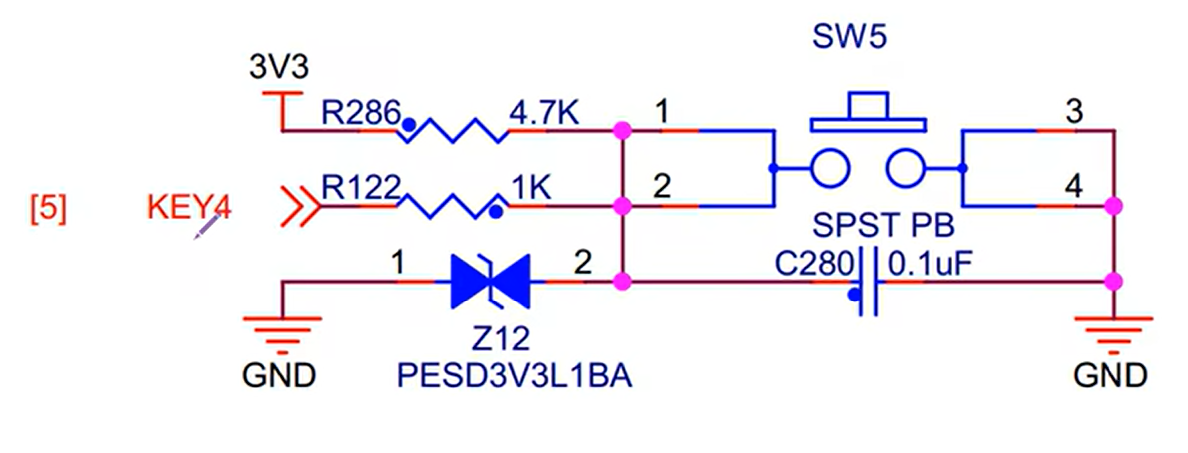 SW5
3V3
R286 4.7K 1 3
[5] KEY4 R122 1K 2 4
SPST PB
1 2 C280 0.1uF
Z12
GND PESD3V3L1BA GND